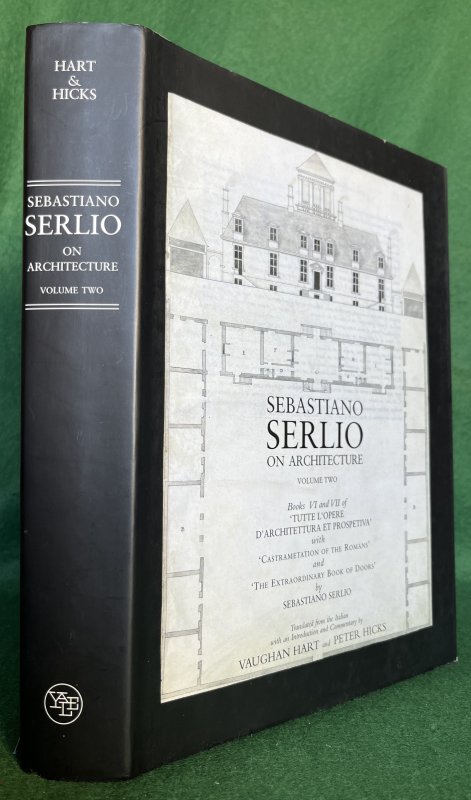 HART
&
HICKS
SEBASTIANO
SERLIO
ON
ARCHITECTURE
VOLUME TWO
YALE
SEBASTIANO
SERLIO
ON ARCHITECTURE
VOLUME TWO
Books VI and VII of
‘TUTTE L'OPERE
D'ARCHITETTURA ET PROSPETIVA’
with
‘CASTRAMETATION OF THE ROMANS’
and
‘THE EXTRAORDINARY BOOK OF DOORS’
by
SEBASTIANO SERLIO
Translated from the Italian
with an Introduction and Commentary by
VAUGHAN HART and PETER HICKS